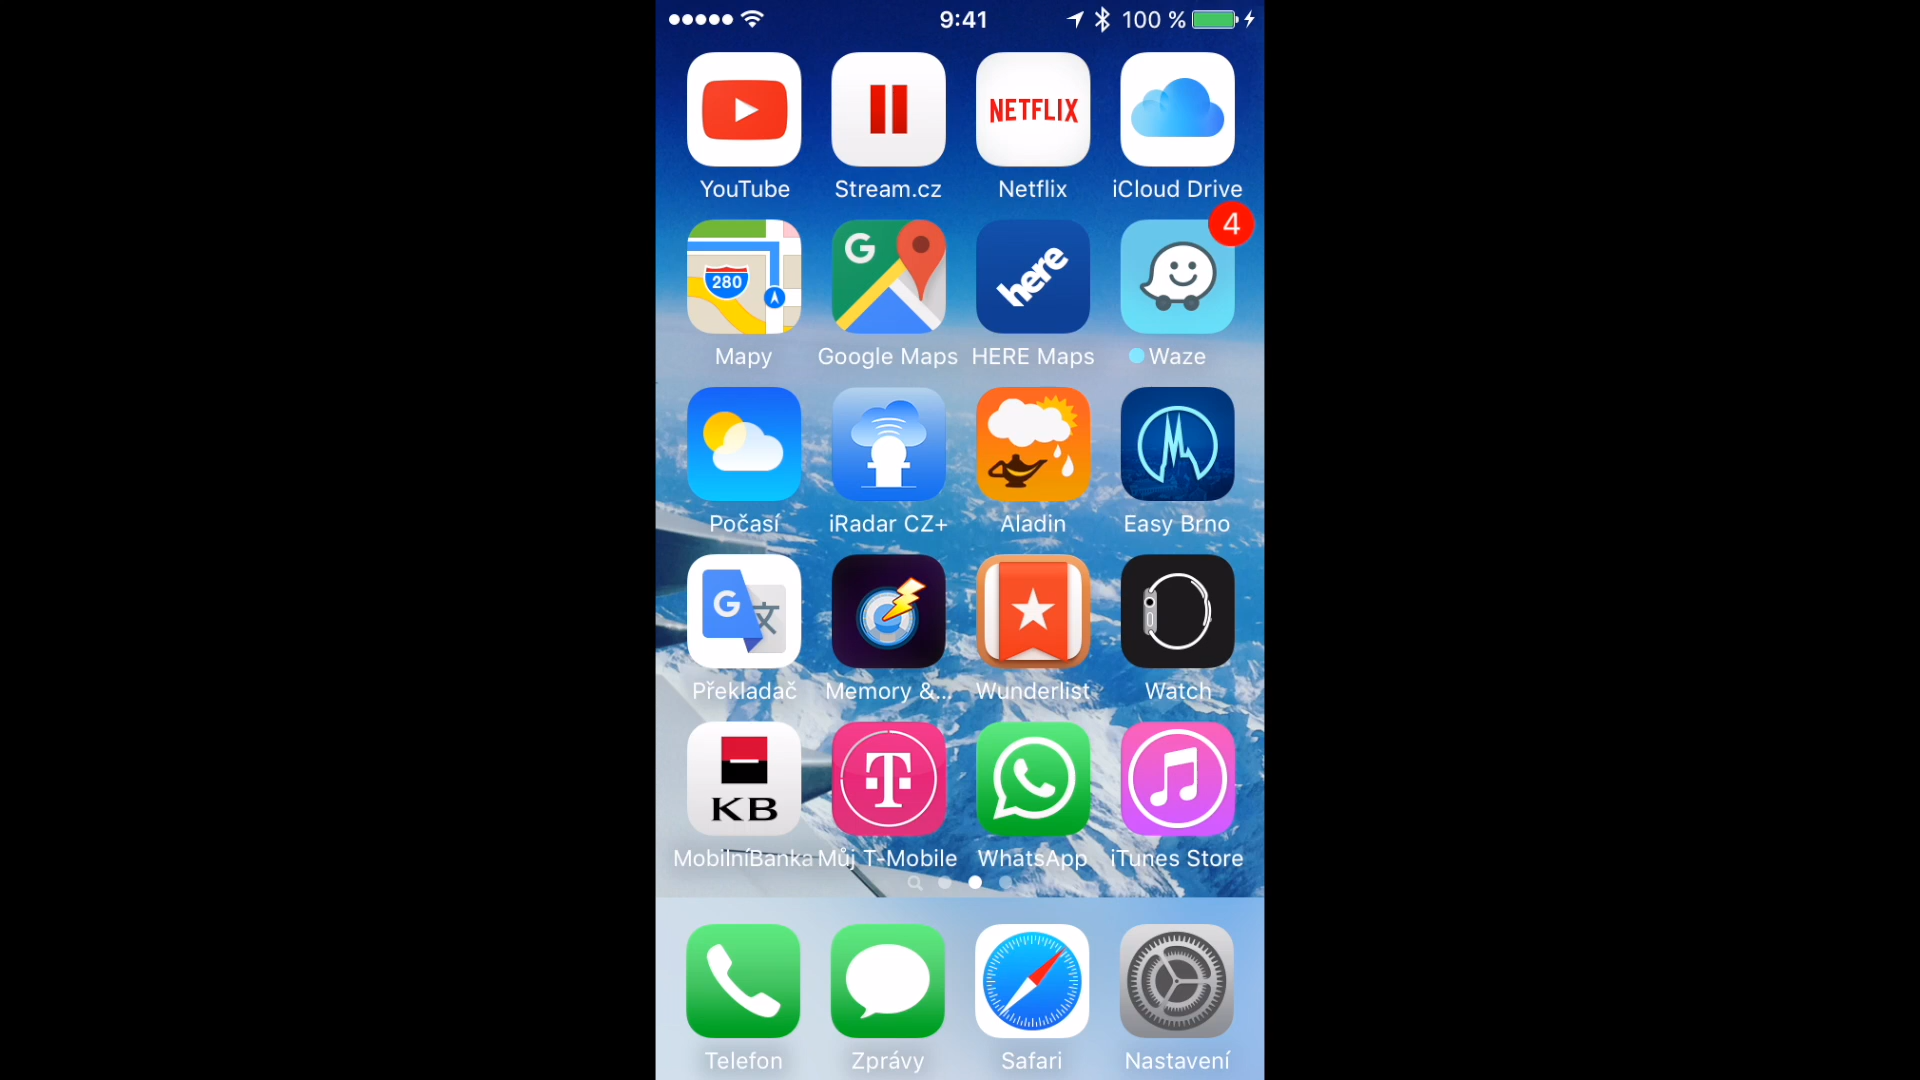 9:41
100 %
NETFLIX
YouTube
Stream.cz
Netflix
iCloud Drive
4
280
G
here
Mapy
Google Maps
HERE Maps
Waze
Počasí
iRadar CZ+
Aladin
Easy Brno
G
文
Překladač
Memory &...
Wunderlist
Watch
KB
T
MobilníBanka
Můj T-Mobile
WhatsApp
iTunes Store
Telefon
Zprávy
Safari
Nastavení